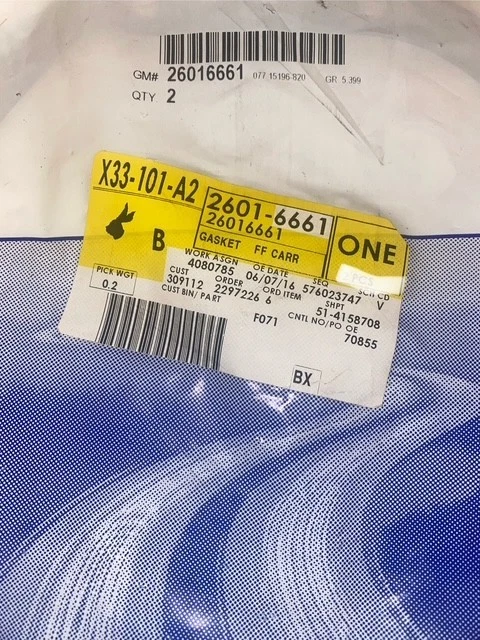 GM# 26016661 077 15196-820 GR 5.399
QTY 2
X33-101-A2
2601-6661
26016661
GASKET FF CARR
ONE
B
WORK ASGN OE DATE SEQ SCH CD
4080785 06/07/16 576023747 V
CUST ORDER ORD ITEM SHPT
309112 2297226 6 51-4158708
CUST BIN/ PART CNTL NO/PO OE
F071 70855
PICK WGT
0.2
BX